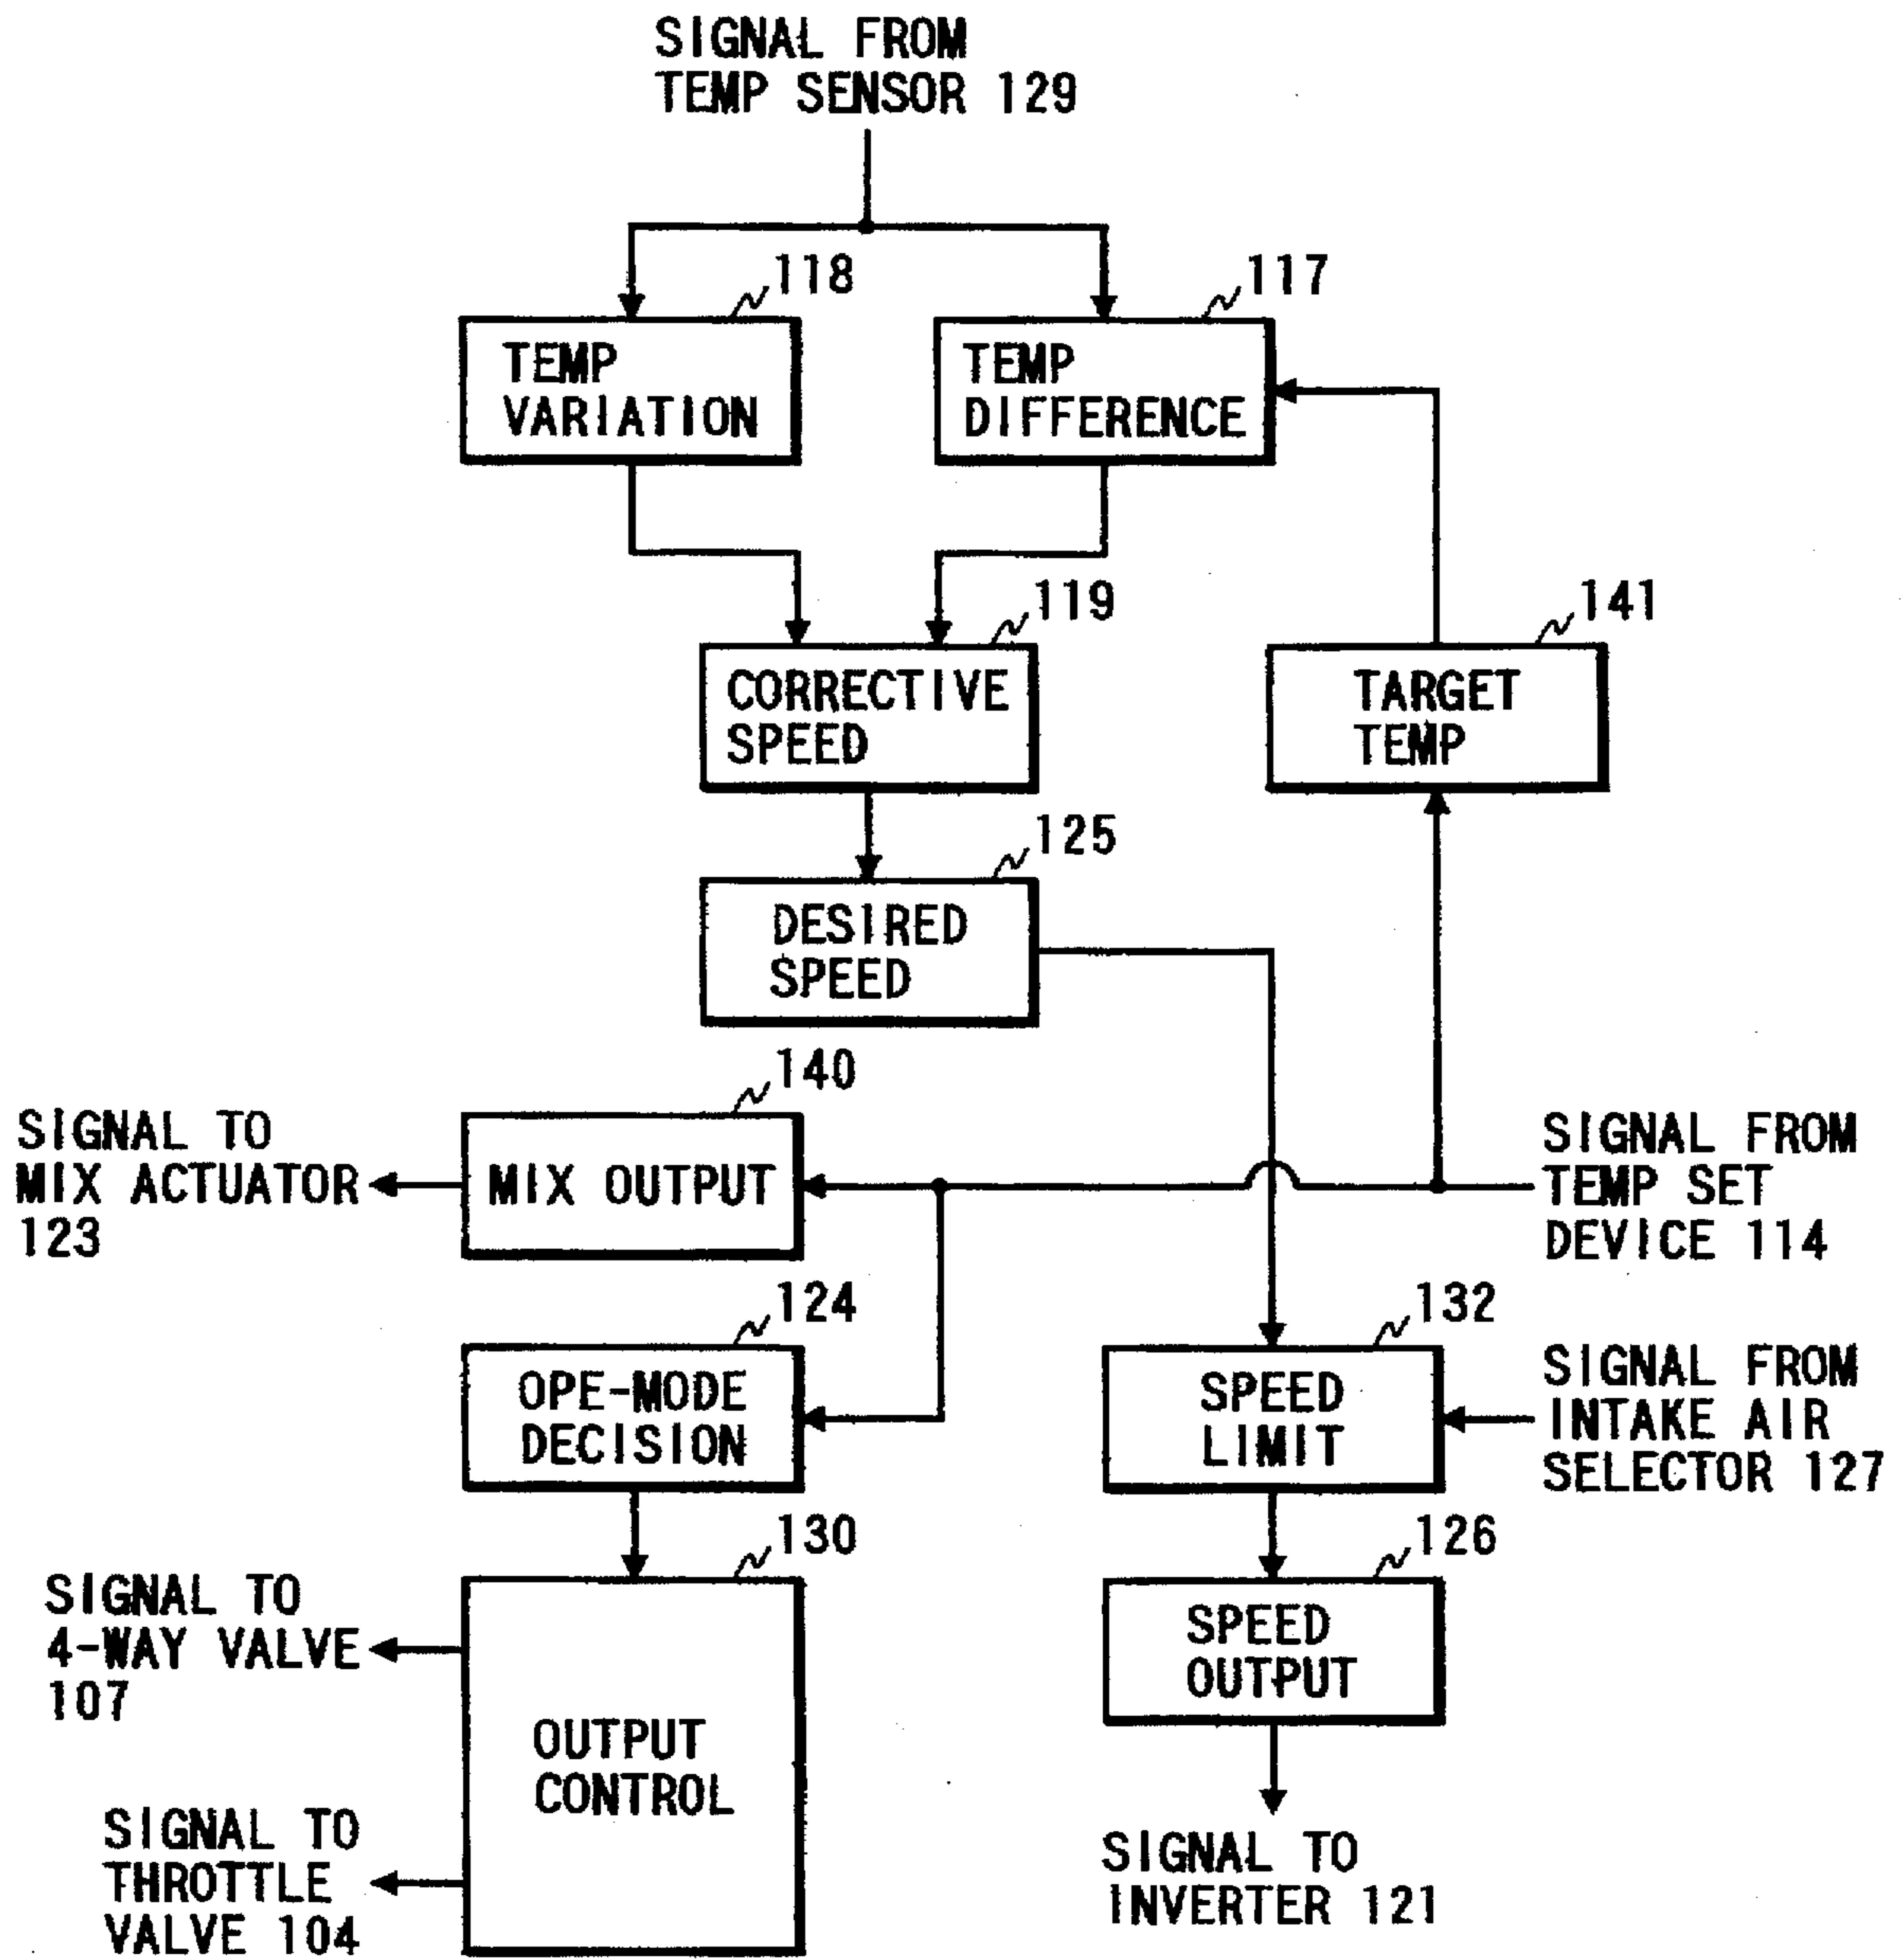 SIGNAL FROM
TEMP SENSOR 129
118
117
TEMP
VARIATION
TEMP
DIFFERENCE
119
141
CORRECTIVE
SPEED
TARGET
TEMP
125
DESIRED
SPEED
140
SIGNAL TO
MIX ACTUATOR
123
MIX OUTPUT
SIGNAL FROM
TEMP SET
DEVICE 114
124
132
OPE-MODE
DECISION
SPEED
LIMIT
SIGNAL FROM
INTAKE AIR
SELECTOR 127
130
126
SIGNAL TO
4-WAY VALVE
107
SPEED
OUTPUT
OUTPUT
CONTROL
SIGNAL TO
THROTTLE
VALVE 104
SIGNAL TO
INVERTER 121